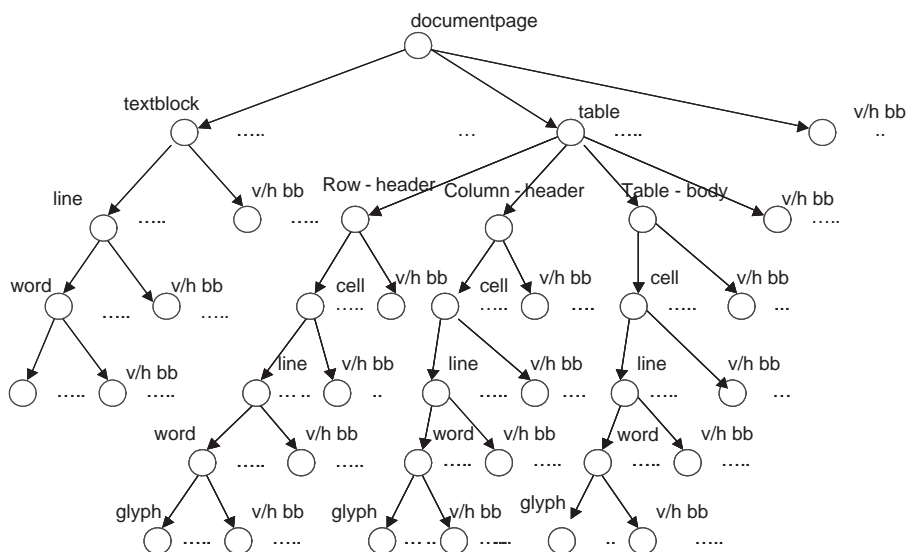 documentpage
textblock ..... ... table ..... v/h bb ..
line ..... v/h bb ..... Row - header Column - header Table - body v/h bb .....
word ..... v/h bb ..... cell ..... v/h bb ... cell ..... v/h bb .... cell ..... v/h bb ...
..... v/h bb ..... line ..... v/h bb .. line ..... v/h bb .... line ..... v/h bb ...
word ..... v/h bb ..... word ..... v/h bb ..... word ..... v/h bb .....
glyph ..... v/h bb ..... glyph ..... v/h bb ..... glyph .. v/h bb .....